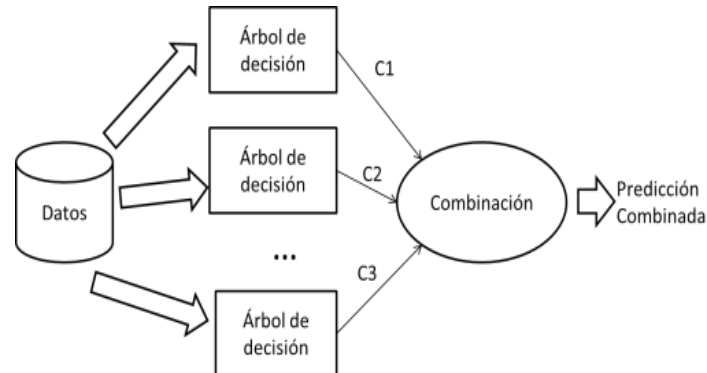 Árbol de
decisión
C1
Árbol de
decisión
C2
Datos
Combinación
Predicción
Combinada
...
C3
Árbol de
decisión